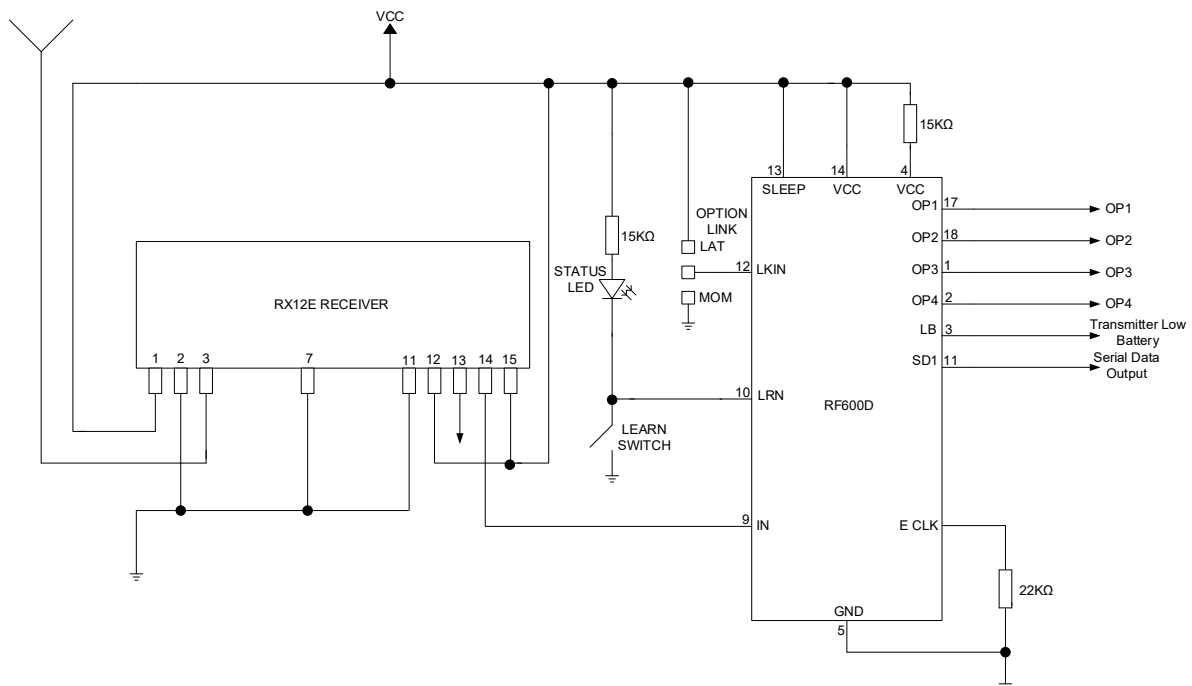 VCC
15KΩ
13
14
4
SLEEP
VCC
VCC
OP1
17
OP1
OPTION
LINK
15KΩ
LAT
OP2
18
OP2
STATUS
LED
12
LKIN
OP3
1
OP3
RX12E RECEIVER
MOM
OP4
2
OP4
LB
3
Transmitter Low
Battery
1
2
3
7
11
12
13
14
15
SD1
11
Serial Data
Output
10
LRN
RF600D
LEARN
SWITCH
9
IN
E CLK
22KΩ
GND
5